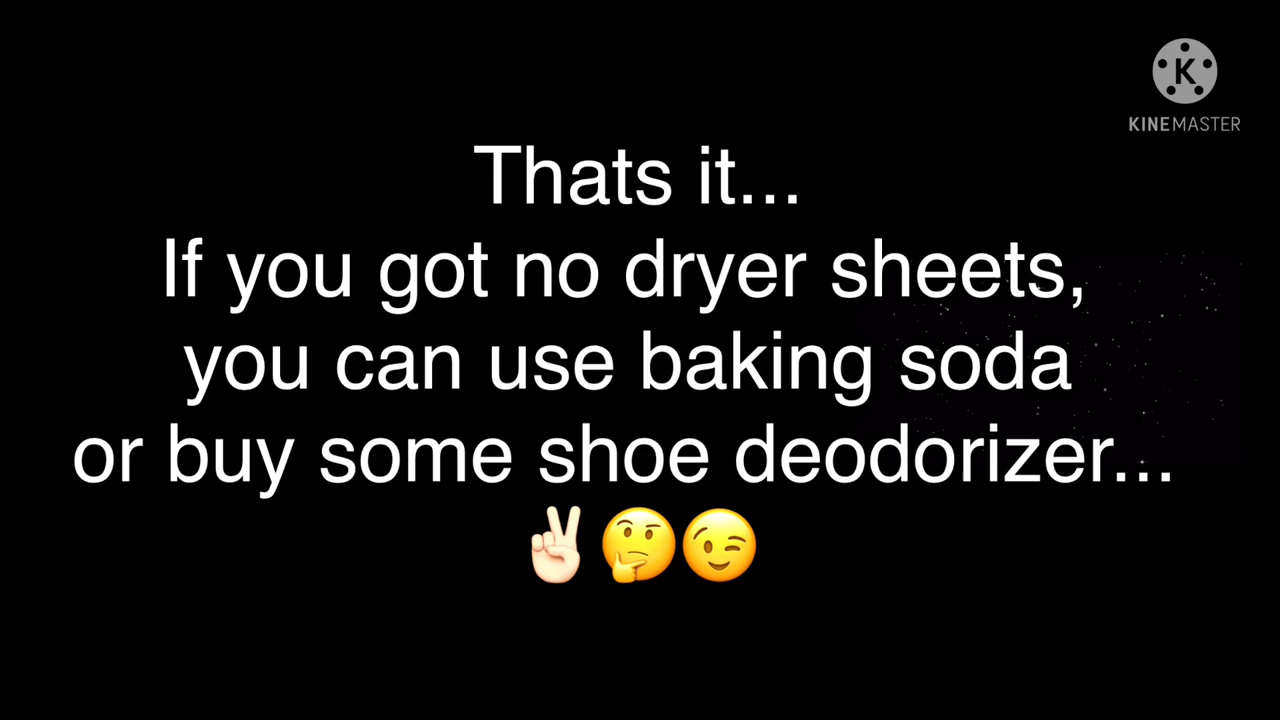 K
KINEMASTER
Thats it...
If you got no dryer sheets,
you can use baking soda
or buy some shoe deodorizer...
✌🏻🤔😉